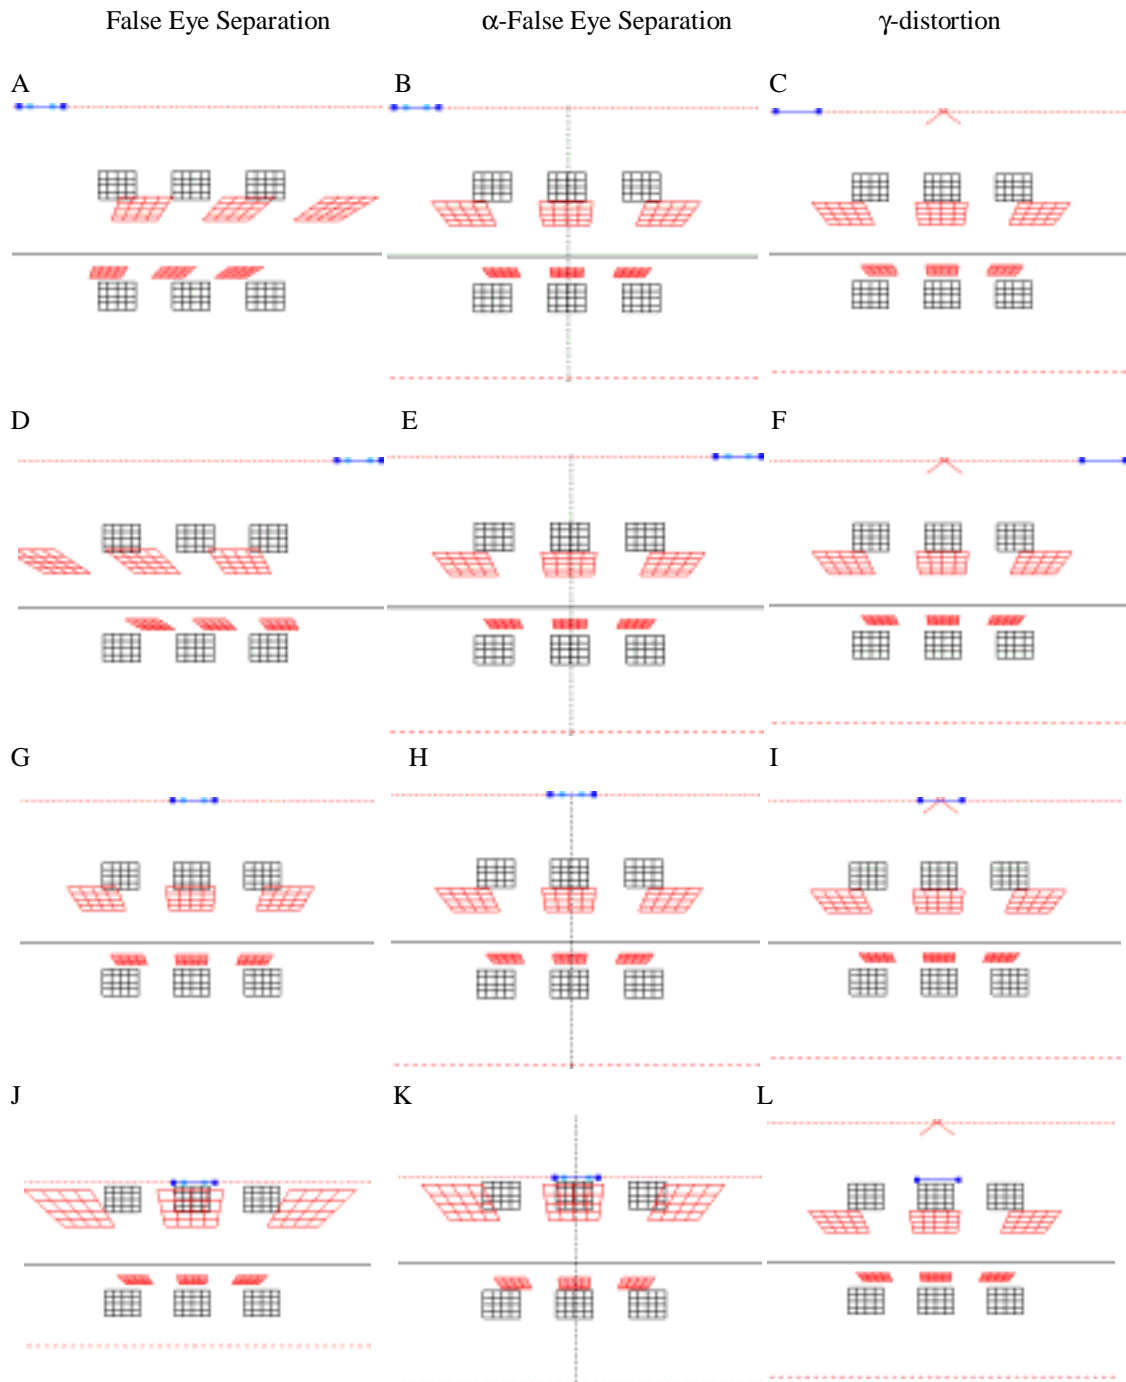 False Eye Separation α-False Eye Separation γ-distortion
A B C
D E F
G H I
J K L